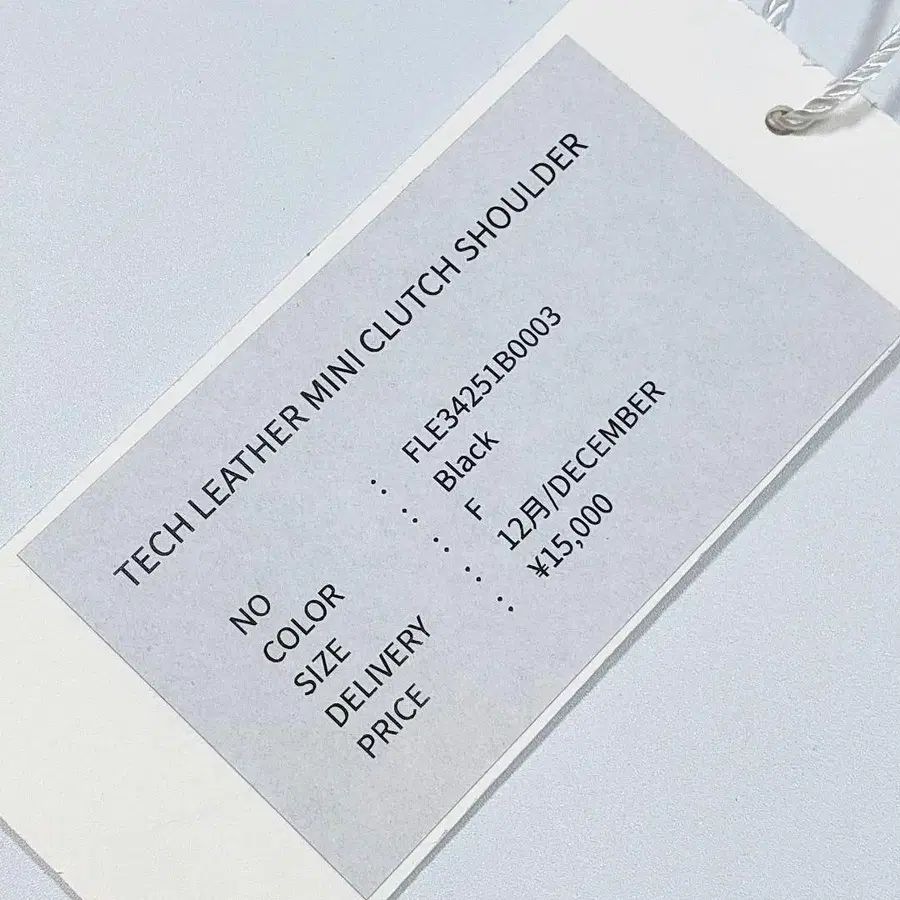 TECH LEATHER MINI CLUTCH SHOULDER
NO : FLE34251B0003
COLOR : Black
SIZE : F
DELIVERY : 12月/DECEMBER
PRICE : ¥15,000